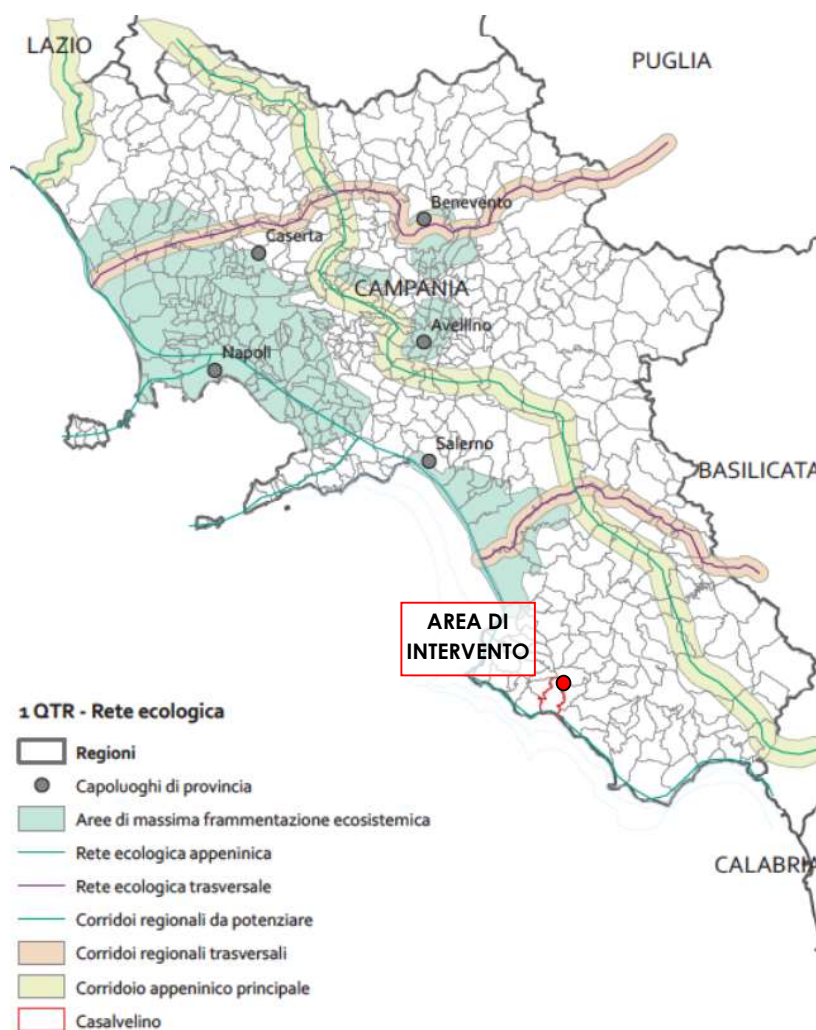 LAZIO
PUGLIA
Benevento
Caserta
CAMPANIA
Avellino
Napoli
Salerno
BASILICATA
AREA DI
INTERVENTO
CALABRIA
1 QTR - Rete ecologica
Regioni
Capoluoghi di provincia
Aree di massima frammentazione ecosistemica
Rete ecologica appeninica
Rete ecologica trasversale
Corridoi regionali da potenziare
Corridoi regionali trasversali
Corridoio appeninico principale
Casalvelino